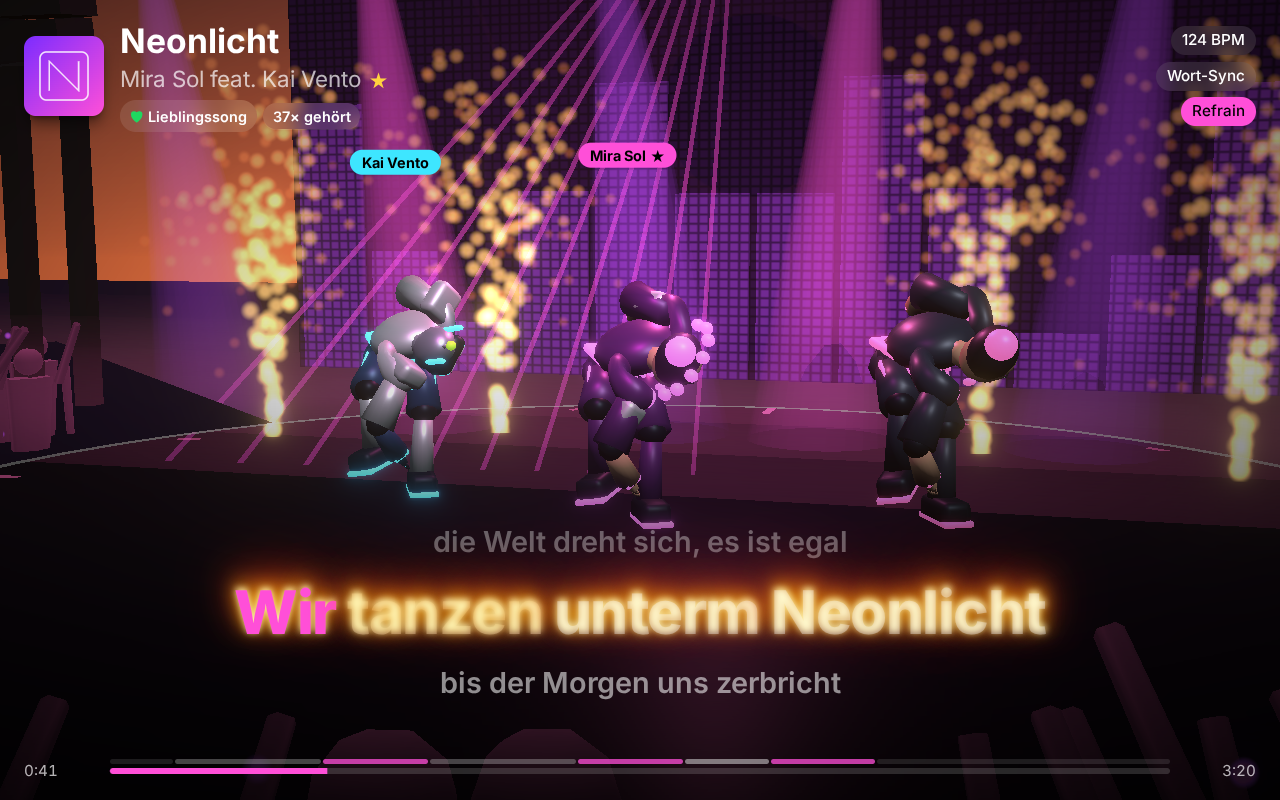 Neonlicht
Mira Sol feat. Kai Vento ★
Lieblingssong
37× gehört
124 BPM
Wort-Sync
Refrain
N
Kai Vento
Mira Sol ★
die Welt dreht sich, es ist egal
Wir tanzen unterm Neonlicht
bis der Morgen uns zerbricht
0:41
3:20